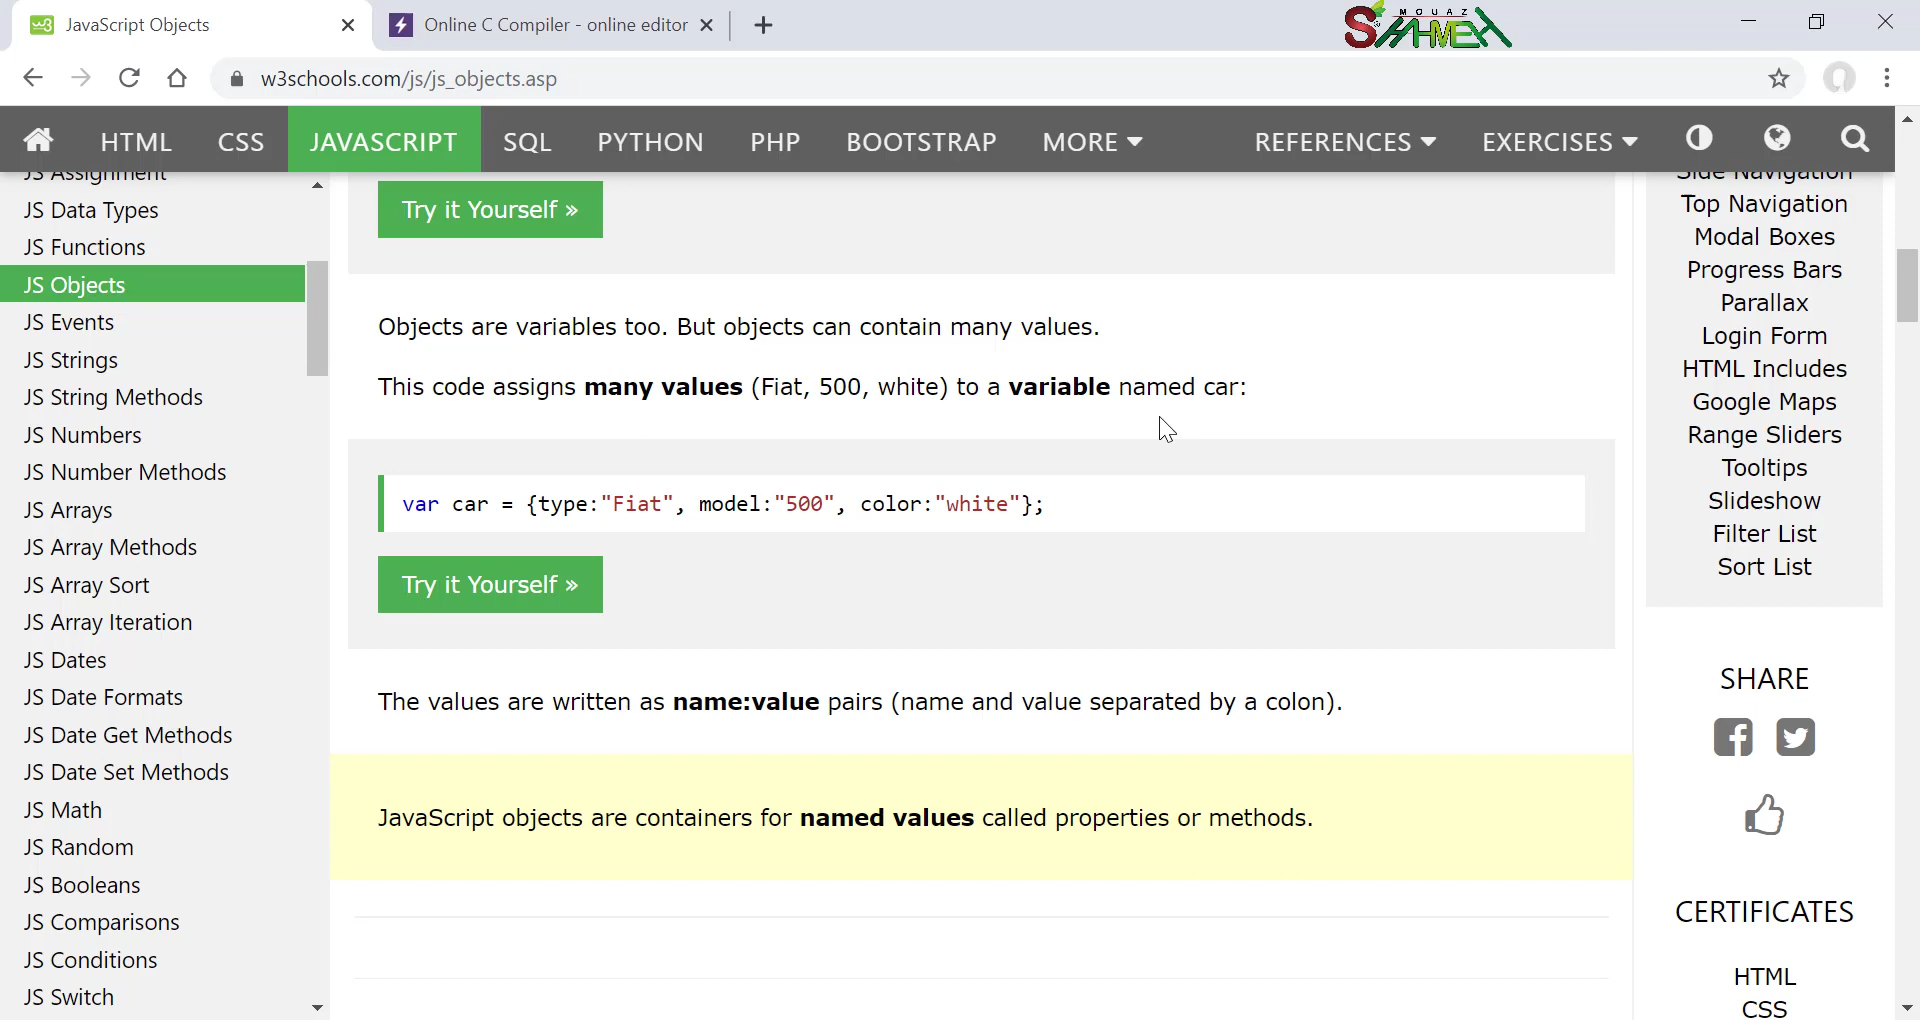 JavaScript Objects
Online C Compiler - online editor
MOUAZ
SHAHMEX
w3schools.com/js/js_objects.asp
HTML
CSS
JAVASCRIPT
SQL
PYTHON
PHP
BOOTSTRAP
MORE
REFERENCES
EXERCISES
JS Assignment
JS Data Types
JS Functions
JS Objects
JS Events
JS Strings
JS String Methods
JS Numbers
JS Number Methods
JS Arrays
JS Array Methods
JS Array Sort
JS Array Iteration
JS Dates
JS Date Formats
JS Date Get Methods
JS Date Set Methods
JS Math
JS Random
JS Booleans
JS Comparisons
JS Conditions
JS Switch
Try it Yourself »
Objects are variables too. But objects can contain many values.
This code assigns many values (Fiat, 500, white) to a variable named car:
var car = {type:"Fiat", model:"500", color:"white"};
Try it Yourself »
The values are written as name:value pairs (name and value separated by a colon).
JavaScript objects are containers for named values called properties or methods.
Side Navigation
Top Navigation
Modal Boxes
Progress Bars
Parallax
Login Form
HTML Includes
Google Maps
Range Sliders
Tooltips
Slideshow
Filter List
Sort List
SHARE
CERTIFICATES
HTML
CSS